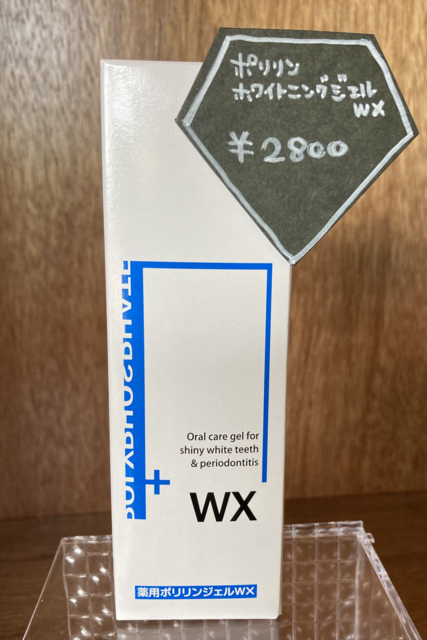 ポリリン
ホワイトニングジェル
WX
¥2800
POLYPHOSPHATE
+
Oral care gel for
shiny white teeth
& periodontitis
WX
薬用ポリリンジェルWX